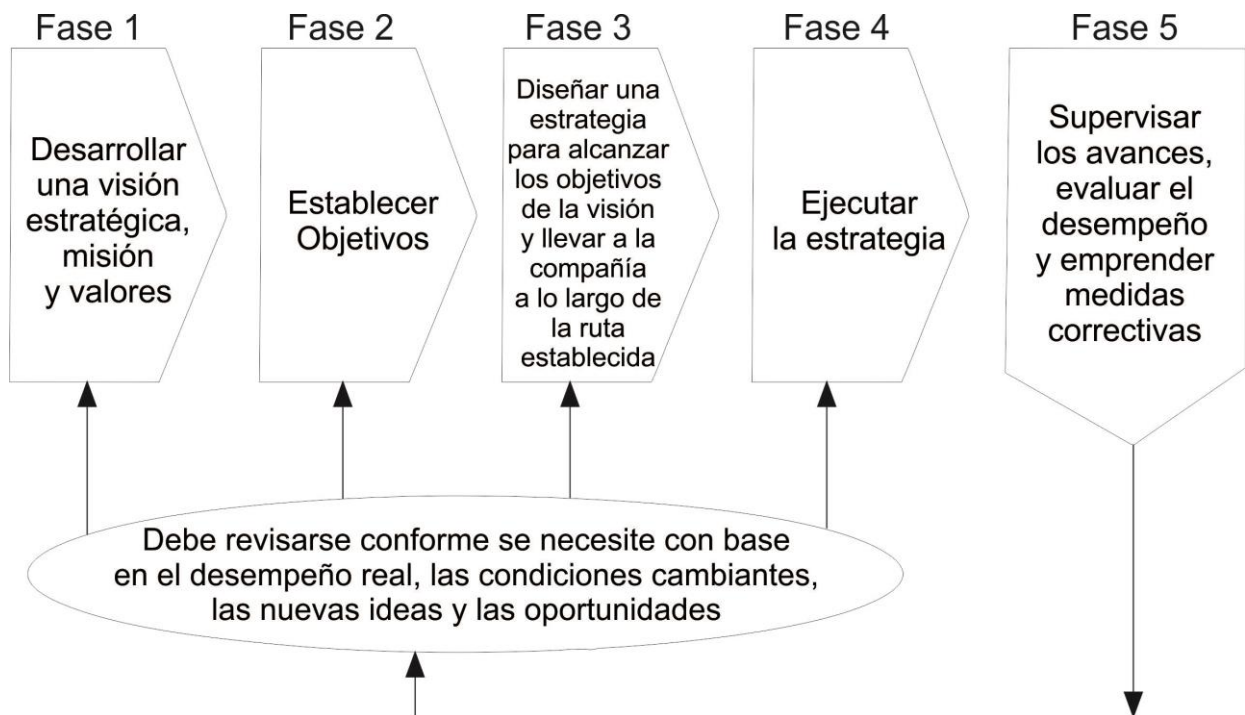 Fase 1
Desarrollar
una visión
estratégica,
misión
y valores
Fase 2
Establecer
Objetivos
Fase 3
Diseñar una
estrategia
para alcanzar
los objetivos
de la visión
y llevar a la
compañía
a lo largo de
la ruta
establecida
Fase 4
Ejecutar
la estrategia
Fase 5
Supervisar
los avances,
evaluar el
desempeño
y emprender
medidas
correctivas
Debe revisarse conforme se necesite con base
en el desempeño real, las condiciones cambiantes,
las nuevas ideas y las oportunidades